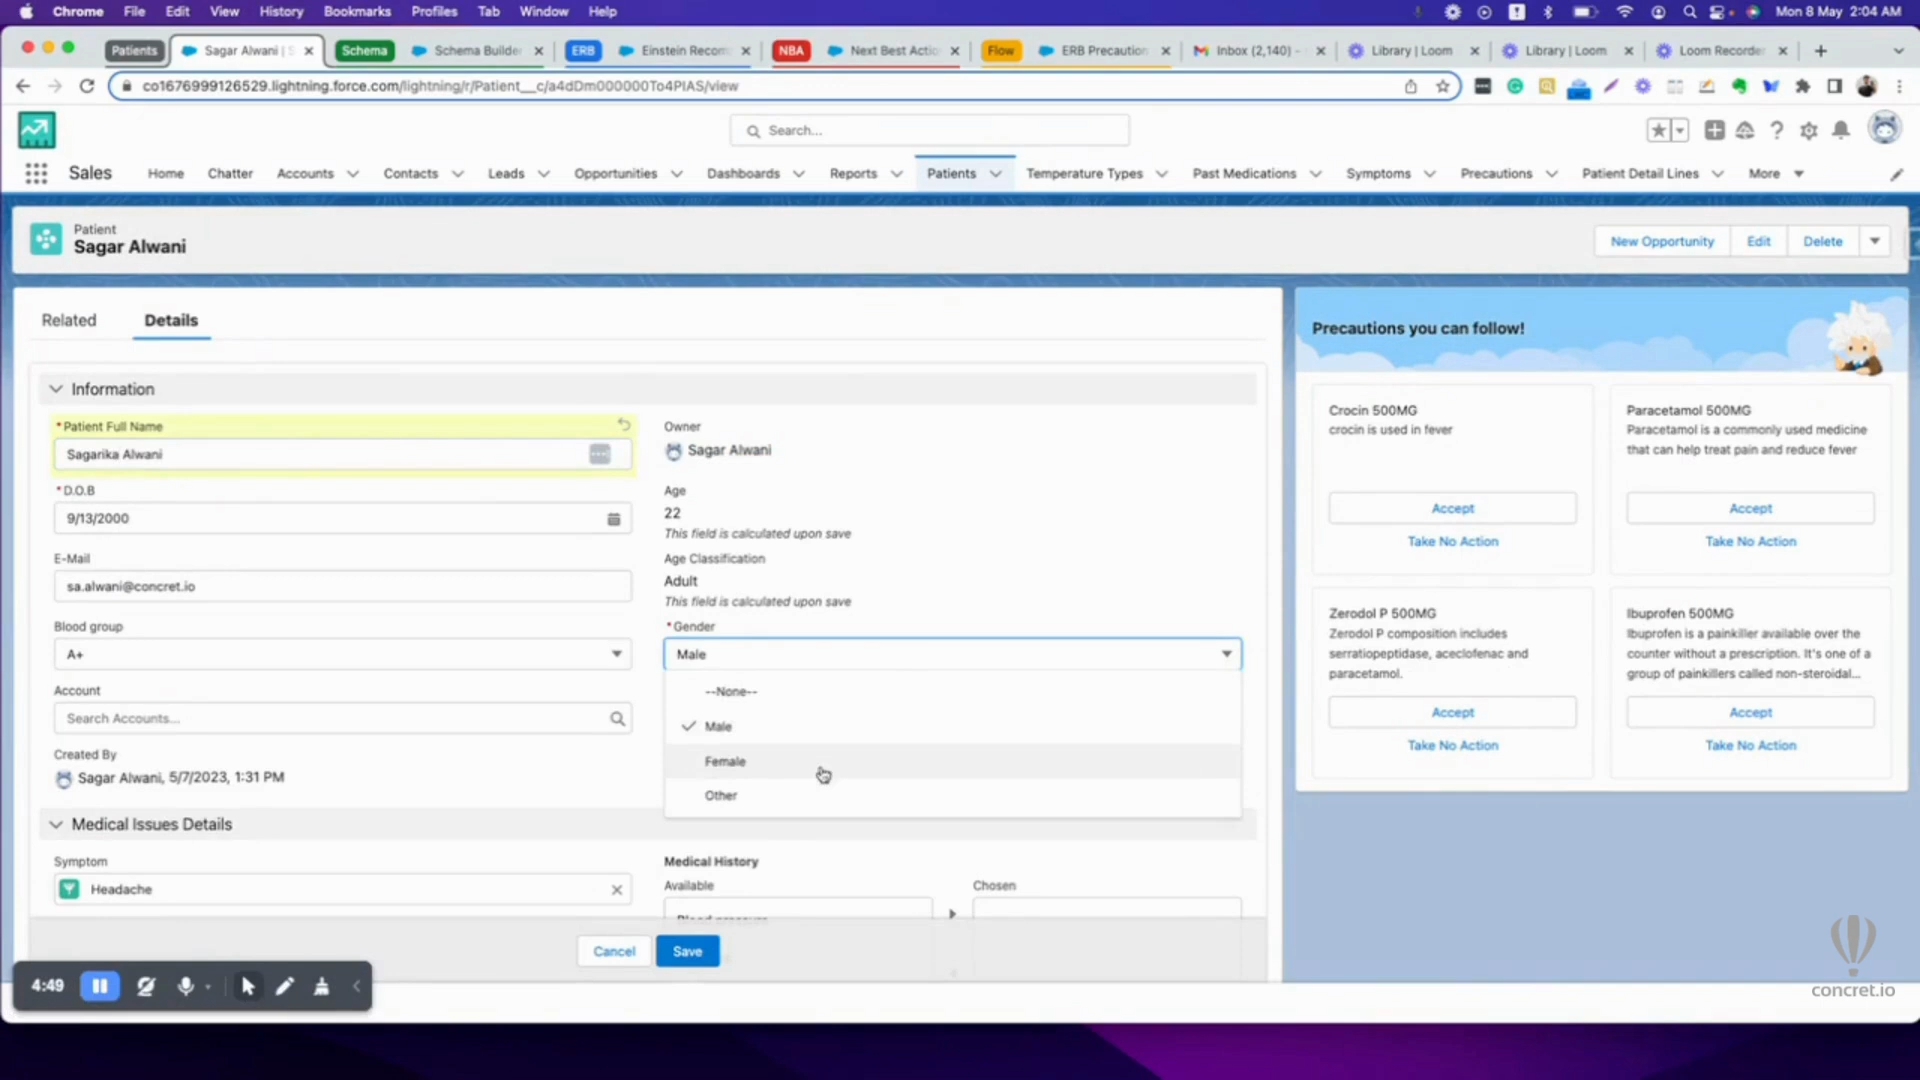 Chrome File Edit View History Bookmarks Profiles Tab Window Help Mon 8 May 2:04 AM
Patients Sagar Alwani | S Schema Schema Builder ERB Einstein Recom NBA Next Best Actio Flow ERB Precaution Inbox (2,140) - Library | Loom Library | Loom Loom Recorder
co1676999126529.lightning.force.com/lightning/r/Patient__c/a4dDm000000To4PIAS/view
Search...
Sales Home Chatter Accounts Contacts Leads Opportunities Dashboards Reports Patients Temperature Types Past Medications Symptoms Precautions Patient Detail Lines More
Patient
Sagar Alwani
New Opportunity Edit Delete
Related Details
Information
*Patient Full Name
Sagarika Alwani
*D.O.B
9/13/2000
E-Mail
sa.alwani@concret.io
Blood group
A+
Account
Search Accounts...
Created By
Sagar Alwani, 5/7/2023, 1:31 PM
Owner
Sagar Alwani
Age
22
This field is calculated upon save
Age Classification
Adult
This field is calculated upon save
*Gender
Male
--None--
Male
Female
Other
Medical Issues Details
Symptom
Headache
Medical History
Available
Chosen
Blood pressure
Cancel Save
4:49
Precautions you can follow!
Crocin 500MG
crocin is used in fever
Accept
Take No Action
Paracetamol 500MG
Paracetamol is a commonly used medicine
that can help treat pain and reduce fever
Accept
Take No Action
Zerodol P 500MG
Zerodol P composition includes
serratiopeptidase, aceclofenac and
paracetamol.
Accept
Take No Action
Ibuprofen 500MG
Ibuprofen is a painkiller available over the
counter without a prescription. It's one of a
group of painkillers called non-steroidal...
Accept
Take No Action
concret.io